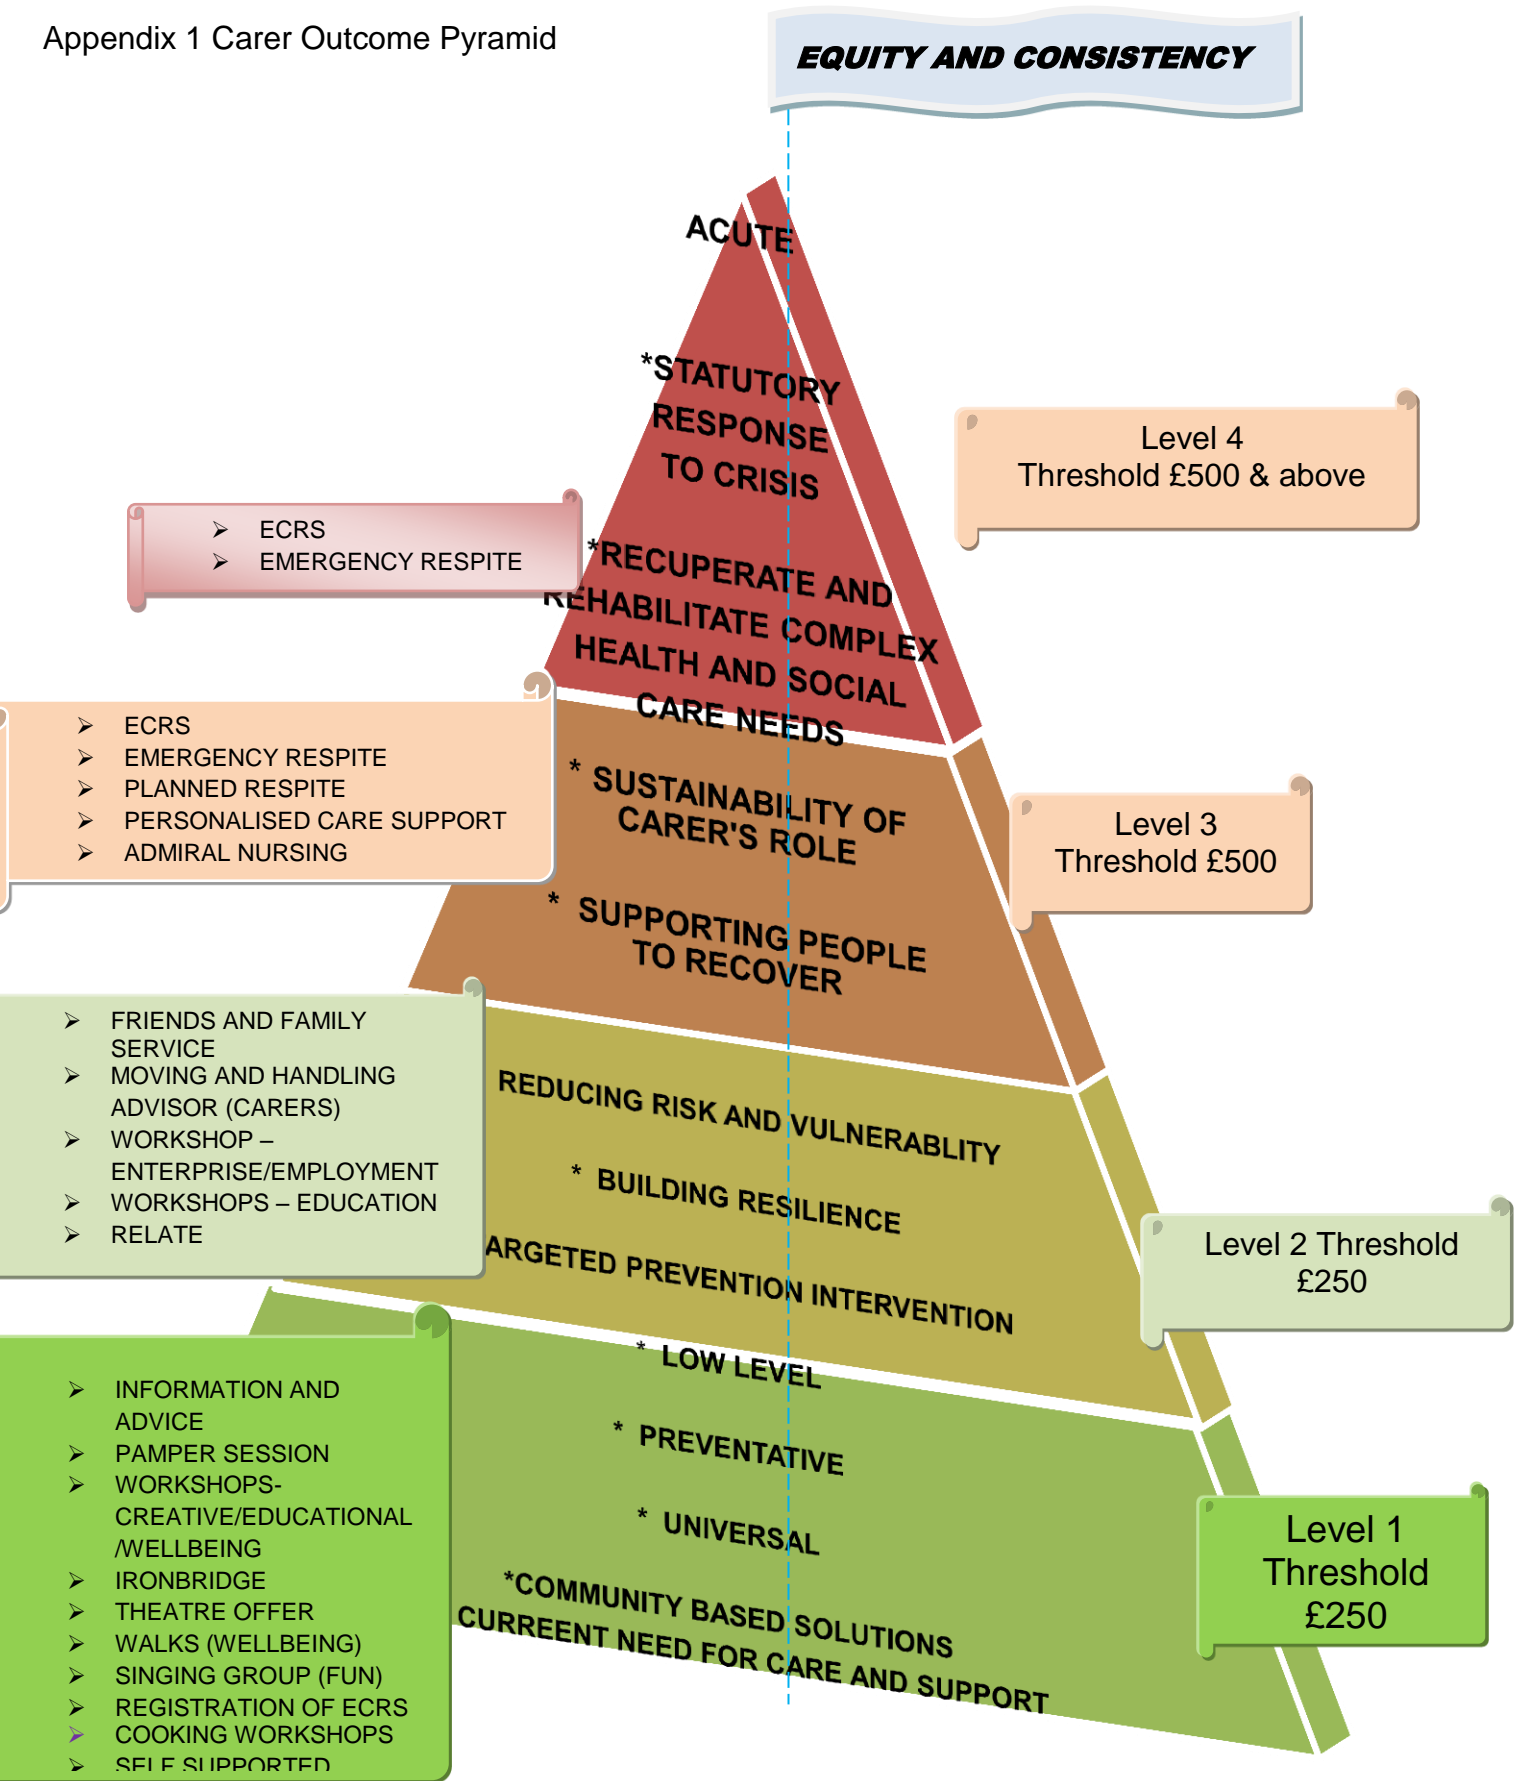 Appendix 1 Carer Outcome Pyramid
EQUITY AND CONSISTENCY
ACUTE
*STATUTORY
RESPONSE
TO CRISIS
*RECUPERATE AND
REHABILITATE COMPLEX
HEALTH AND SOCIAL
CARE NEEDS
Level 4
Threshold £500 & above
➢ ECRS
➢ EMERGENCY RESPITE
➢ ECRS
➢ EMERGENCY RESPITE
➢ PLANNED RESPITE
➢ PERSONALISED CARE SUPPORT
➢ ADMIRAL NURSING
* SUSTAINABILITY OF
CARER'S ROLE
* SUPPORTING PEOPLE
TO RECOVER
Level 3
Threshold £500
➢ FRIENDS AND FAMILY
SERVICE
➢ MOVING AND HANDLING
ADVISOR (CARERS)
➢ WORKSHOP –
ENTERPRISE/EMPLOYMENT
➢ WORKSHOPS – EDUCATION
➢ RELATE
REDUCING RISK AND VULNERABLITY
* BUILDING RESILIENCE
ARGETED PREVENTION INTERVENTION
Level 2 Threshold
£250
➢ INFORMATION AND
ADVICE
➢ PAMPER SESSION
➢ WORKSHOPS-
CREATIVE/EDUCATIONAL
/WELLBEING
➢ IRONBRIDGE
➢ THEATRE OFFER
➢ WALKS (WELLBEING)
➢ SINGING GROUP (FUN)
➢ REGISTRATION OF ECRS
➢ COOKING WORKSHOPS
➢ SELF SUPPORTED
* LOW LEVEL
* PREVENTATIVE
* UNIVERSAL
*COMMUNITY BASED SOLUTIONS
CURREENT NEED FOR CARE AND SUPPORT
Level 1
Threshold
£250